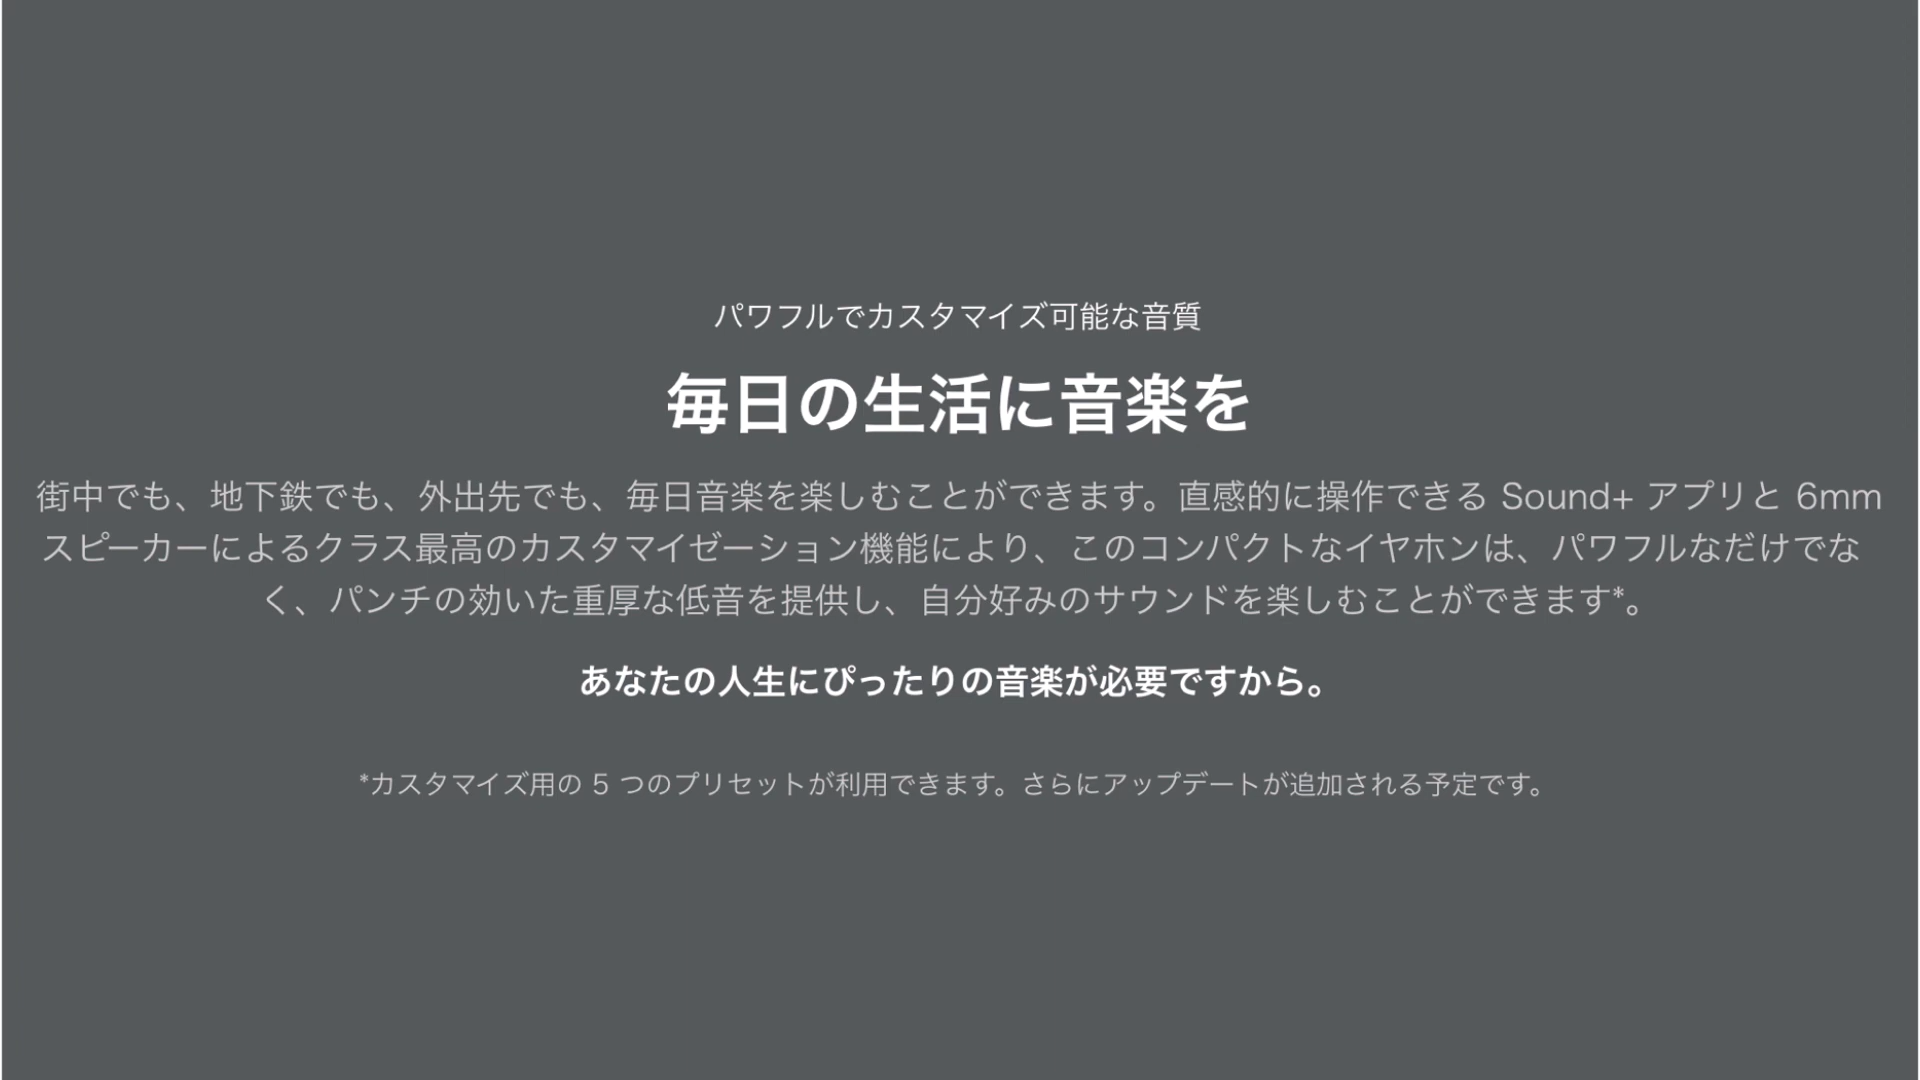 パワフルでカスタマイズ可能な音質
毎日の生活に音楽を
街中でも、地下鉄でも、外出先でも、毎日音楽を楽しむことができます。直感的に操作できる Sound+ アプリと 6mm
スピーカーによるクラス最高のカスタマイゼーション機能により、このコンパクトなイヤホンは、パワフルなだけでな
く、パンチの効いた重厚な低音を提供し、自分好みのサウンドを楽しむことができます*。
あなたの人生にぴったりの音楽が必要ですから。
*カスタマイズ用の 5 つのプリセットが利用できます。さらにアップデートが追加される予定です。